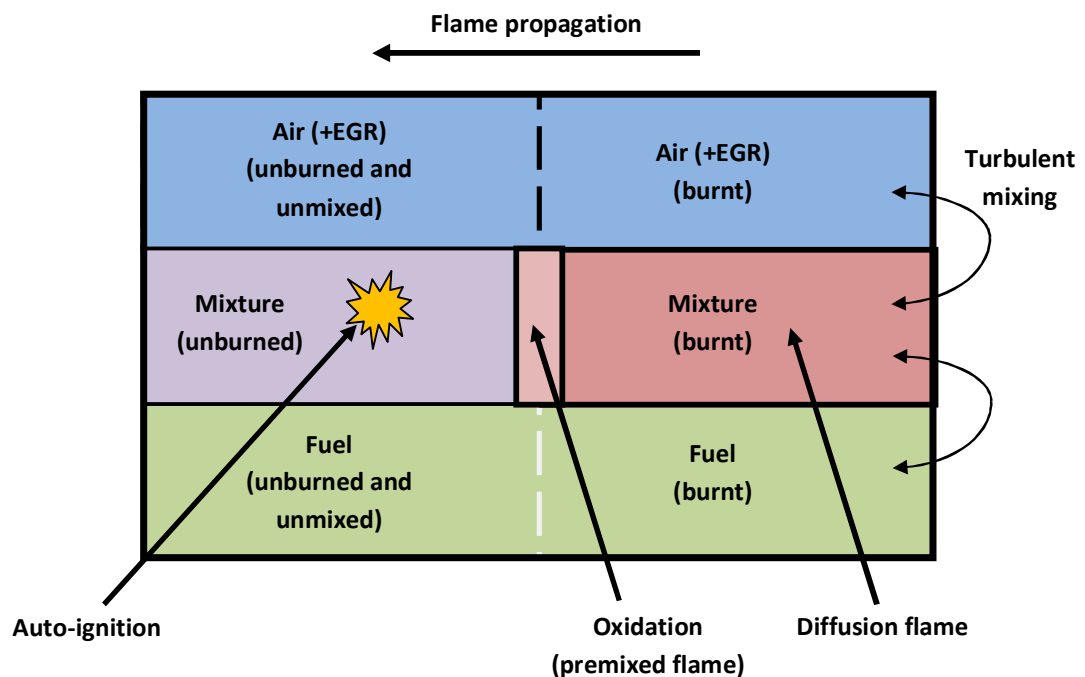 Flame propagation
Air (+EGR)
(unburned and
unmixed)
Air (+EGR)
(burnt)
Turbulent
mixing
Mixture
(unburned)
Mixture
(burnt)
Fuel
(unburned and
unmixed)
Fuel
(burnt)
Auto-ignition
Oxidation
(premixed flame)
Diffusion flame